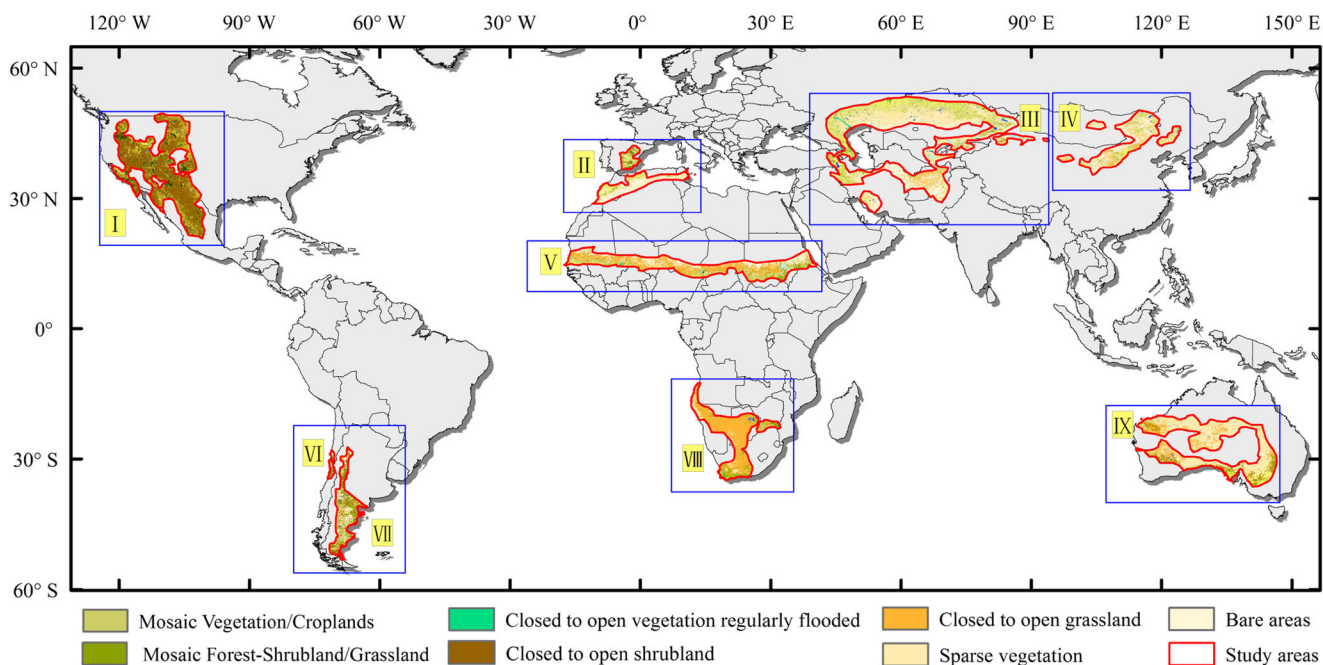 120° W 90° W 60° W 0° 30° E 60° E 90° E 120° E 150° E
60° N
30° N
0°
30° S
60° S
I
II
III
IV
V
VI
VII
VIII
IX
Mosaic Vegetation/Croplands
Closed to open vegetation regularly flooded
Closed to open grassland
Bare areas
Mosaic Forest-Shrubland/Grassland
Closed to open shrubland
Sparse vegetation
Study areas